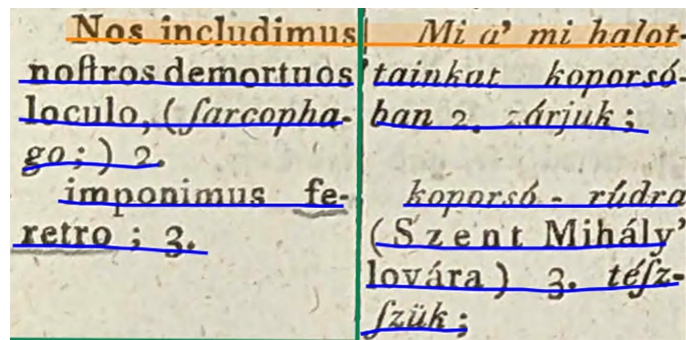 Nos includimus
noſtros demortuos
loculo, (ſarcopha-
go;) 2.
imponimus fe-
retro; 3.
Mi a’ mi halot-
tainkat koporsó-
ban 2. zárjuk;
koporsó-rúdra
(Szent Mihály’
lovára) 3. téſz-
ſzük;